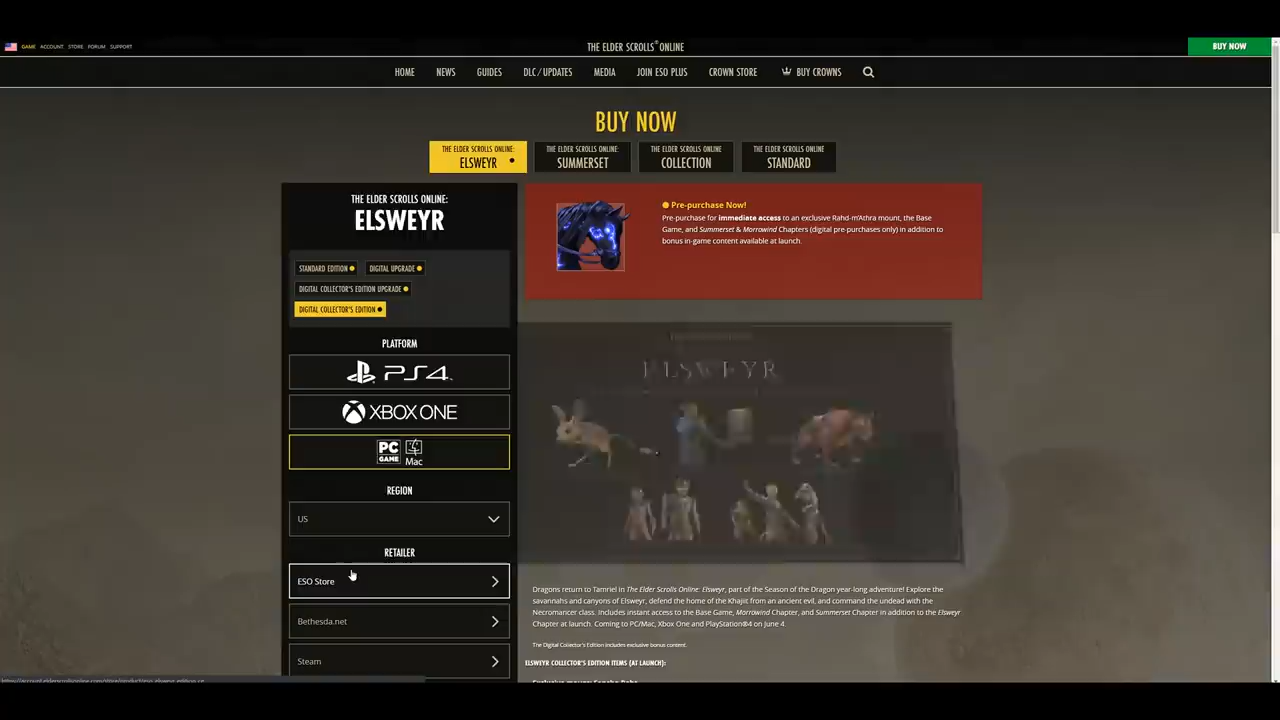 GAME ACCOUNT STORE FORUM SUPPORT
THE ELDER SCROLLS® ONLINE
BUY NOW
HOME NEWS GUIDES DLC/UPDATES MEDIA JOIN ESO PLUS CROWN STORE BUY CROWNS
BUY NOW
THE ELDER SCROLLS ONLINE:
ELSWEYR
THE ELDER SCROLLS ONLINE:
SUMMERSET
THE ELDER SCROLLS ONLINE
COLLECTION
THE ELDER SCROLLS ONLINE
STANDARD
THE ELDER SCROLLS ONLINE:
ELSWEYR
STANDARD EDITION DIGITAL UPGRADE
DIGITAL COLLECTOR'S EDITION UPGRADE
DIGITAL COLLECTOR'S EDITION
PLATFORM
PS4
XBOX ONE
PC GAME Mac
REGION
US
RETAILER
ESO Store
Bethesda.net
Steam
Pre-purchase Now!
Pre-purchase for immediate access to an exclusive Rahd-m'Athra mount, the Base
Game, and Summerset & Morrowind Chapters (digital pre-purchases only) in addition to
bonus in-game content available at launch.
ELSWEYR
Dragons return to Tamriel in The Elder Scrolls Online: Elsweyr, part of the Season of the Dragon year-long adventure! Explore the
savannahs and canyons of Elsweyr, defend the home of the Khajiit from an ancient evil, and command the undead with the
Necromancer class. Includes instant access to the Base Game, Morrowind Chapter, and Summerset Chapter in addition to the Elsweyr
Chapter at launch. Coming to PC/Mac, Xbox One and PlayStation®4 on June 4.
The Digital Collector's Edition includes exclusive bonus content.
ELSWEYR COLLECTOR'S EDITION ITEMS (AT LAUNCH):